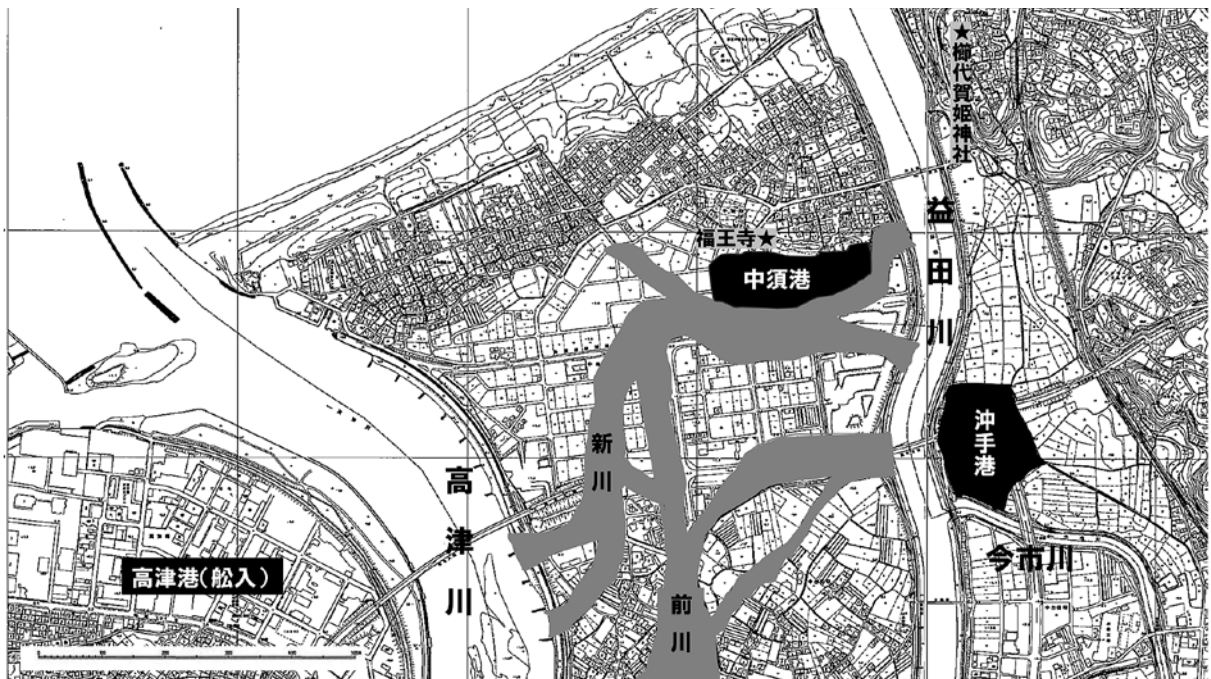 ★櫛代賀姫神社
益田川
福王寺★
中須港
沖手港
新川
高津川
今市川
高津港(舩入)
前川